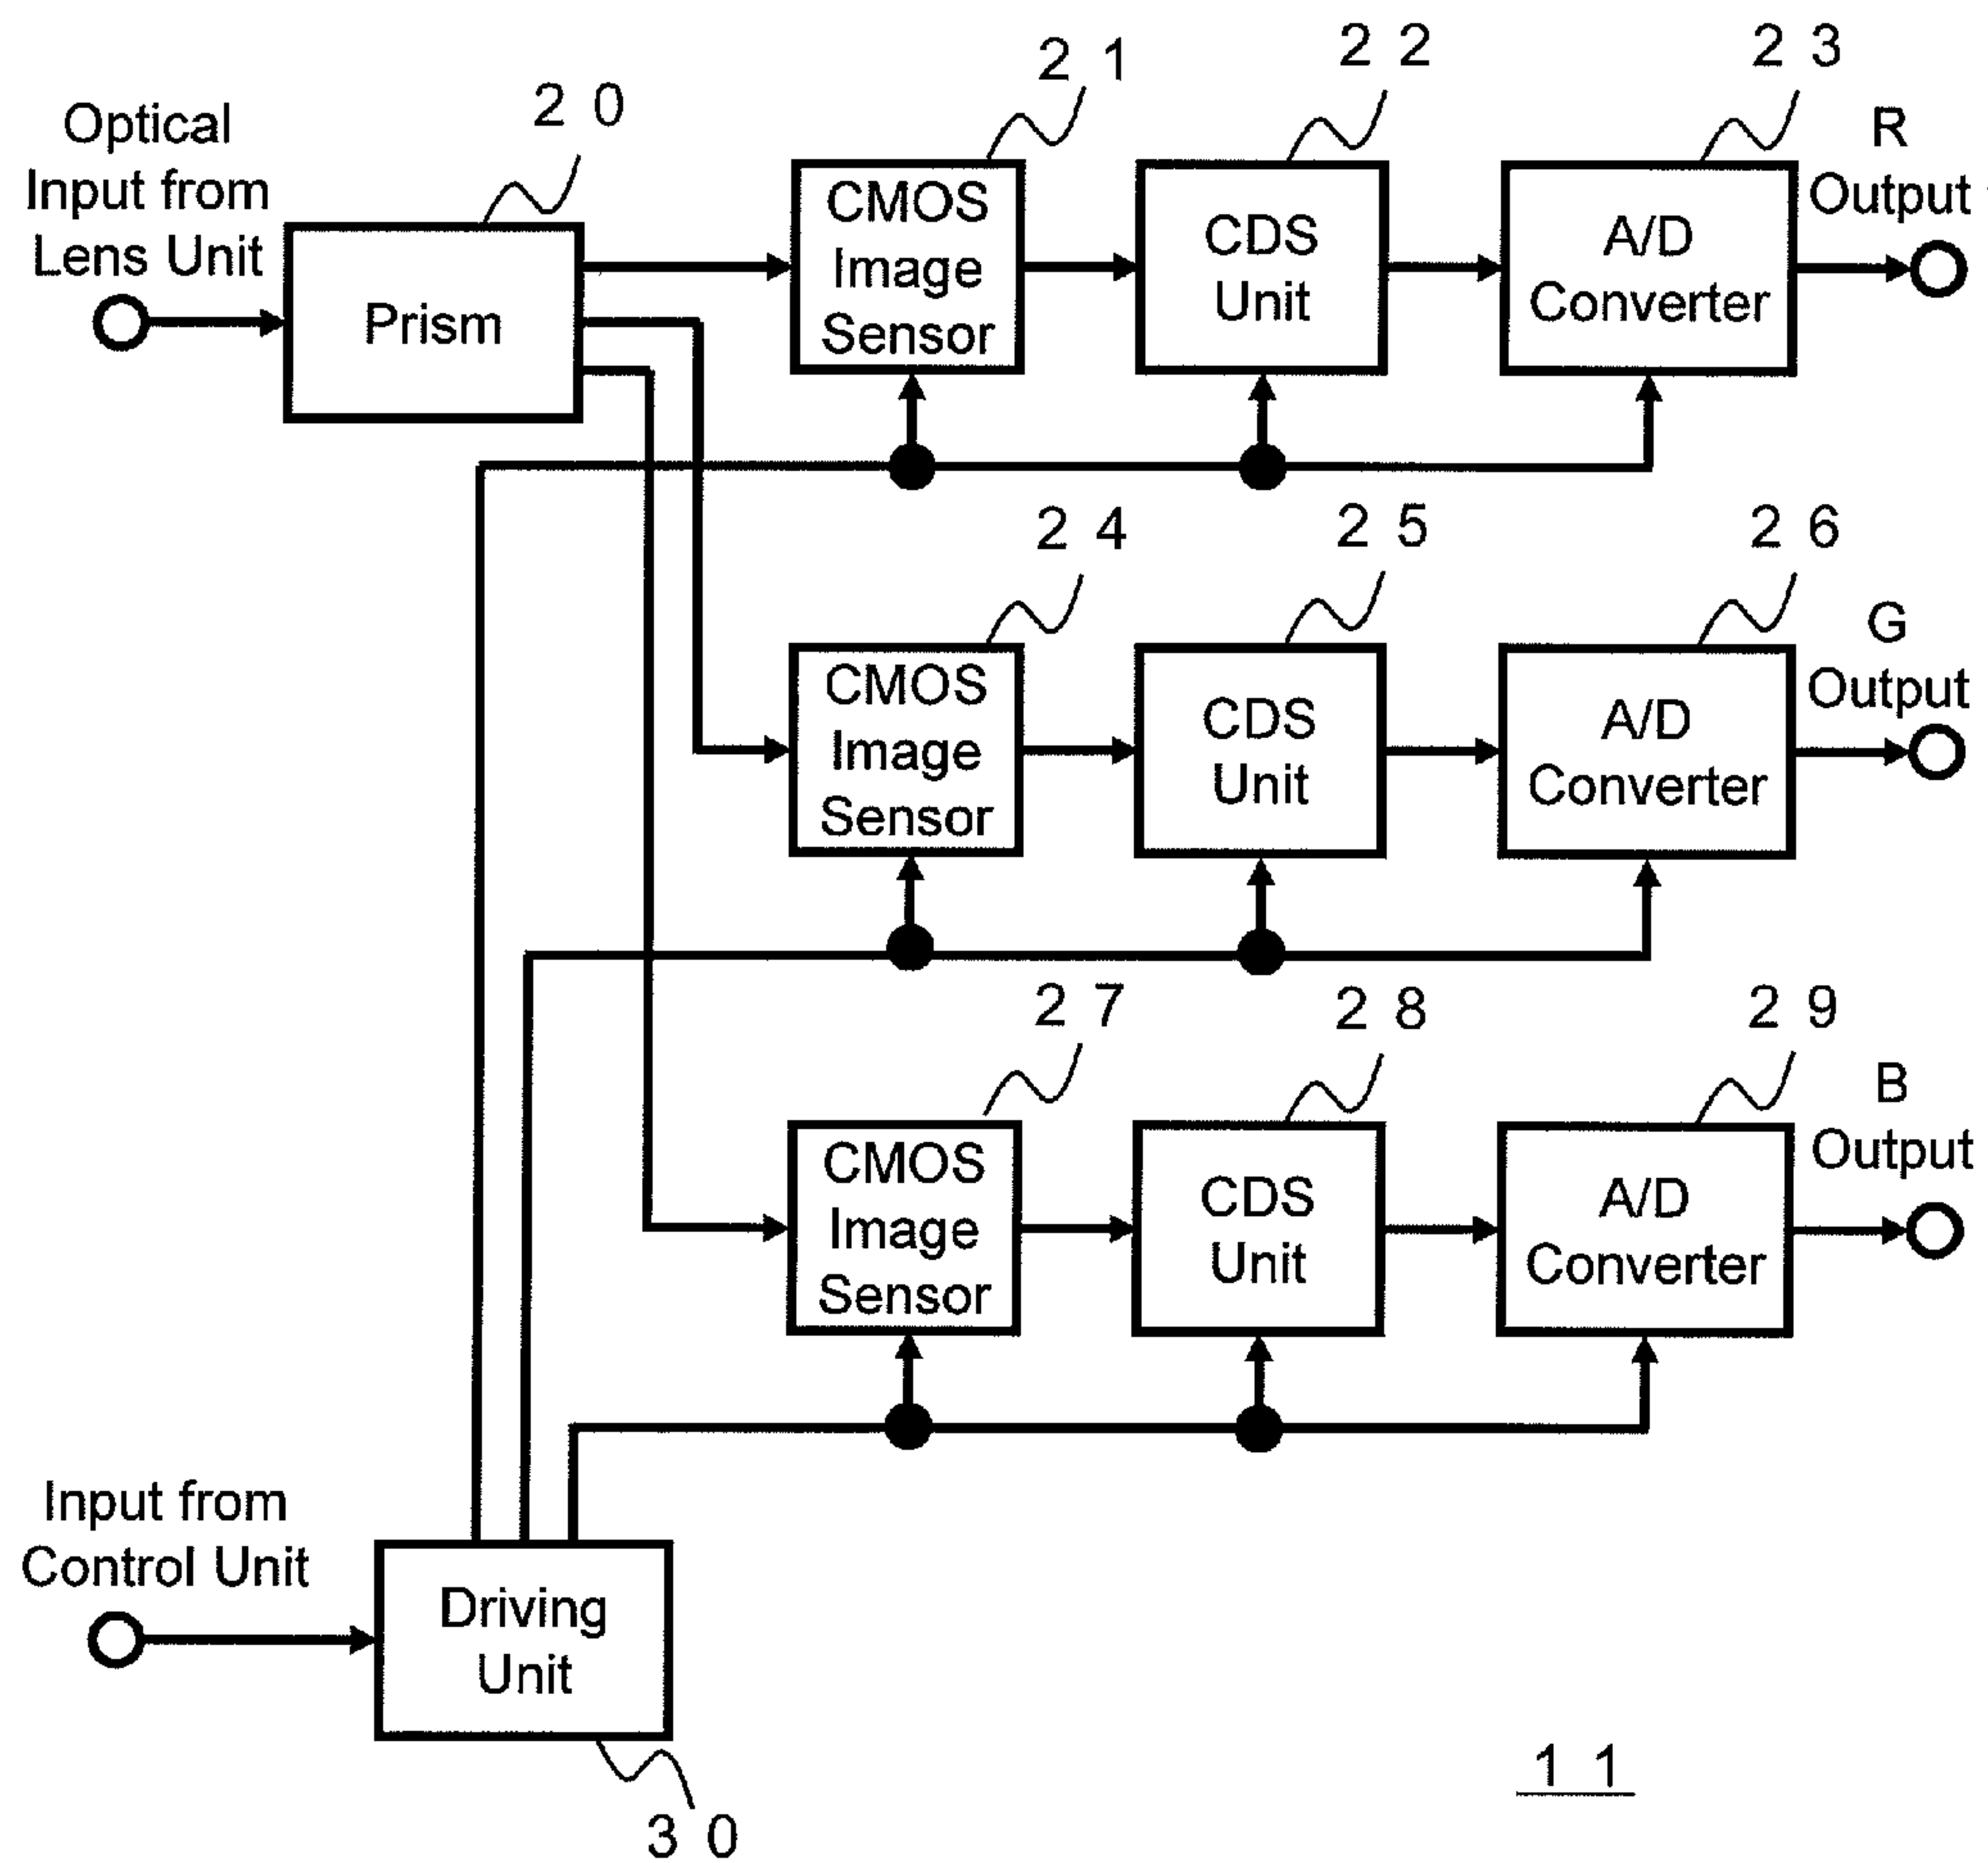 Optical
Input from
Lens Unit
2 0
Prism
2 1
CMOS
Image
Sensor
2 2
CDS
Unit
2 3
A/D
Converter
R
Output
2 4
CMOS
Image
Sensor
2 5
CDS
Unit
2 6
A/D
Converter
G
Output
2 7
CMOS
Image
Sensor
2 8
CDS
Unit
2 9
A/D
Converter
B
Output
Input from
Control Unit
Driving
Unit
3 0
1 1